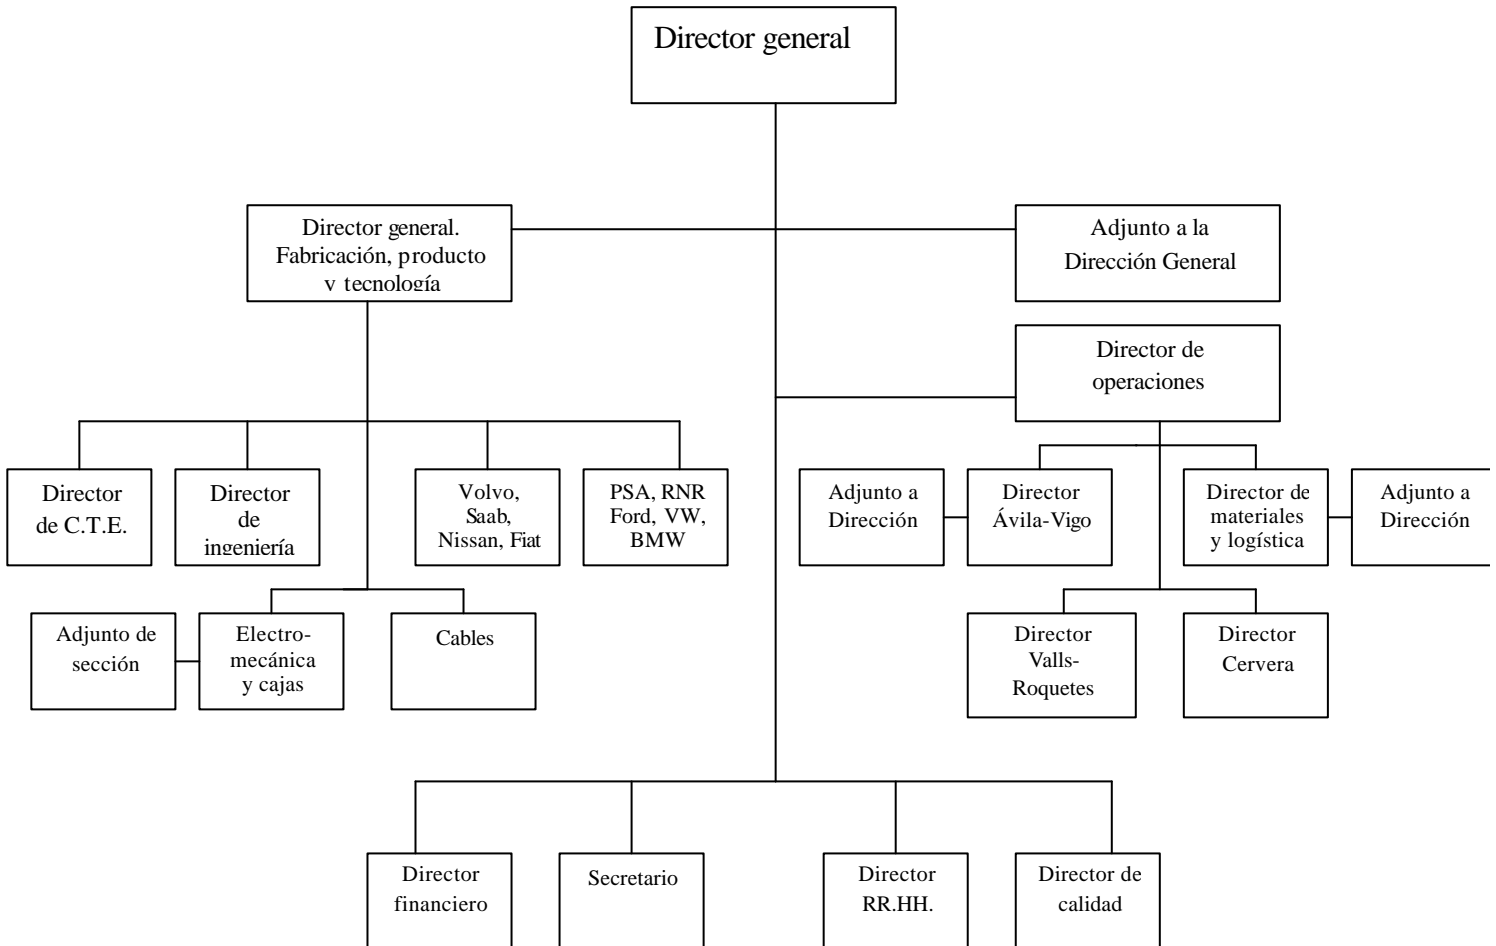 Director general
Director general.
Fabricación, producto
y tecnología
Adjunto a la
Dirección General
Director de
operaciones
Director
de C.T.E.
Director
de
ingeniería
Volvo,
Saab,
Nissan, Fiat
PSA, RNR
Ford, VW,
BMW
Adjunto a
Dirección
Director
Ávila-Vigo
Director de
materiales
y logística
Adjunto a
Dirección
Adjunto de
sección
Electro-
mecánica
y cajas
Cables
Director
Valls-
Roquetes
Director
Cervera
Director
financiero
Secretario
Director
RR.HH.
Director de
calidad